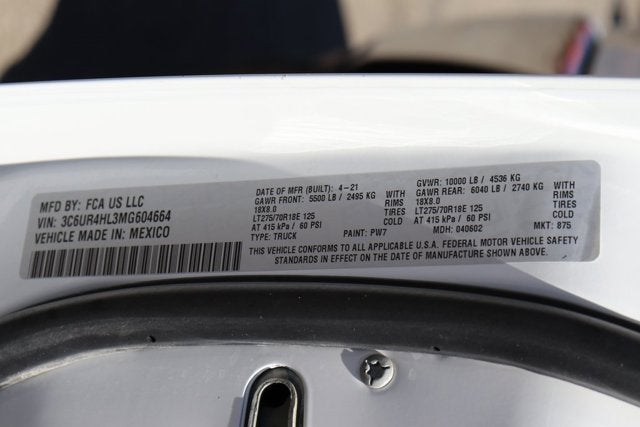 MFD BY: FCA US LLC
VIN: 3C6UR4HL3MG604664
VEHICLE MADE IN: MEXICO
DATE OF MFR (BUILT): 4-21 GVWR: 10000 LB / 4536 KG
GAWR FRONT: 5500 LB / 2495 KG WITH GAWR REAR: 6040 LB / 2740 KG WITH
18X8.0 RIMS 18X8.0 RIMS
LT275/70R18E 125 TIRES LT275/70R18E 125 TIRES
AT 415 kPa / 60 PSI COLD AT 415 kPa / 60 PSI COLD
TYPE: TRUCK PAINT: PW7 MDH: 040602 MKT: 875
THIS VEHICLE CONFORMS TO ALL APPLICABLE U.S.A. FEDERAL MOTOR VEHICLE SAFETY
STANDARDS IN EFFECT ON THE DATE OF MANUFACTURE SHOWN ABOVE.